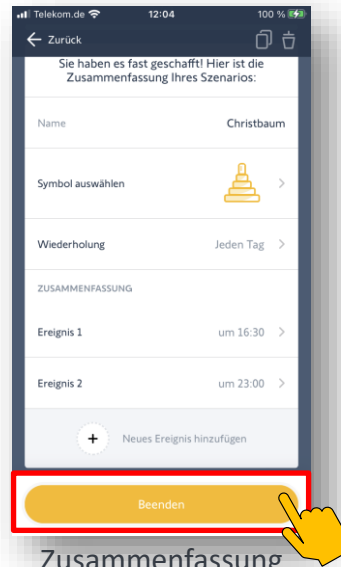 Telekom.de 12:04 100 %
Zurück
Sie haben es fast geschafft! Hier ist die
Zusammenfassung Ihres Szenarios:
Name Christbaum
Symbol auswählen
Wiederholung Jeden Tag
ZUSAMMENFASSUNG
Ereignis 1 um 16:30
Ereignis 2 um 23:00
+ Neues Ereignis hinzufügen
Beenden
Zusammenfassung